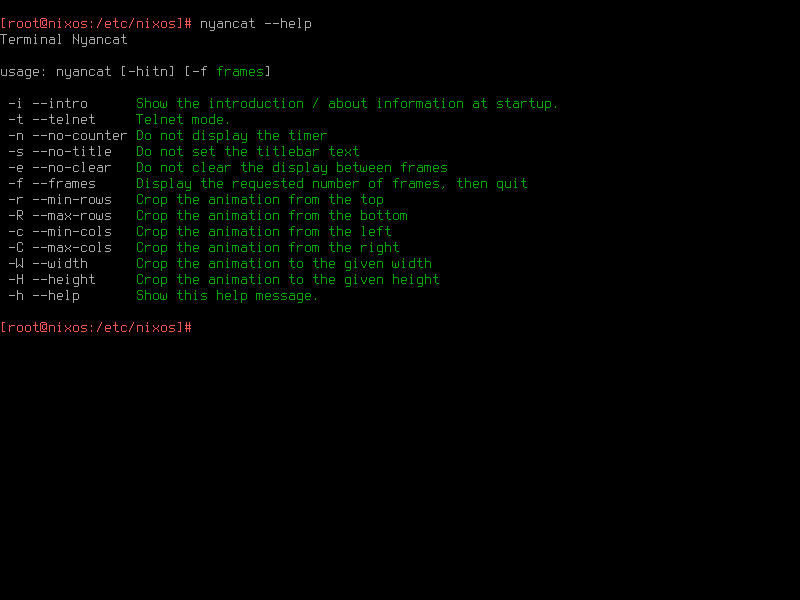 [root@nixos:/etc/nixos]# nyancat --help
Terminal Nyancat
usage: nyancat [-hitn] [-f frames]
-i --intro Show the introduction / about information at startup.
-t --telnet Telnet mode.
-n --no-counter Do not display the timer
-s --no-title Do not set the titlebar text
-e --no-clear Do not clear the display between frames
-f --frames Display the requested number of frames, then quit
-r --min-rows Crop the animation from the top
-R --max-rows Crop the animation from the bottom
-c --min-cols Crop the animation from the left
-C --max-cols Crop the animation from the right
-W --width Crop the animation to the given width
-H --height Crop the animation to the given height
-h --help Show this help message.
[root@nixos:/etc/nixos]#